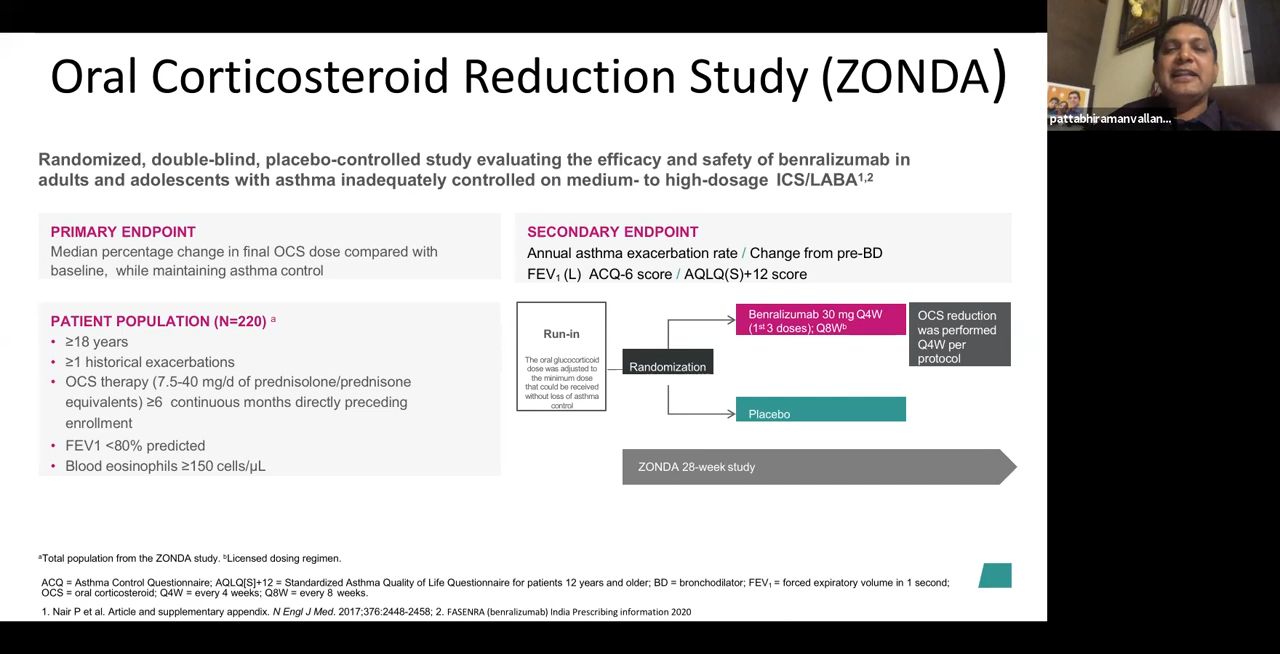 Oral Corticosteroid Reduction Study (ZONDA)
pattabhiramanvallan...
Randomized, double-blind, placebo-controlled study evaluating the efficacy and safety of benralizumab in
adults and adolescents with asthma inadequately controlled on medium- to high-dosage ICS/LABA1,2
PRIMARY ENDPOINT
Median percentage change in final OCS dose compared with
baseline, while maintaining asthma control
SECONDARY ENDPOINT
Annual asthma exacerbation rate / Change from pre-BD
FEV1 (L) ACQ-6 score / AQLQ(S)+12 score
PATIENT POPULATION (N=220) a
• ≥18 years
• ≥1 historical exacerbations
• OCS therapy (7.5-40 mg/d of prednisolone/prednisone
equivalents) ≥6 continuous months directly preceding
enrollment
• FEV1 <80% predicted
• Blood eosinophils ≥150 cells/µL
Run-in
The oral glucocorticoid
dose was adjusted to
the minimum dose
that could be received
without loss of asthma
control
Randomization
Benralizumab 30 mg Q4W
(1st 3 doses); Q8Wb
Placebo
OCS reduction
was performed
Q4W per
protocol
ZONDA 28-week study
aTotal population from the ZONDA study. bLicensed dosing regimen.
ACQ = Asthma Control Questionnaire; AQLQ[S]+12 = Standardized Asthma Quality of Life Questionnaire for patients 12 years and older; BD = bronchodilator; FEV1 = forced expiratory volume in 1 second;
OCS = oral corticosteroid; Q4W = every 4 weeks; Q8W = every 8 weeks.
1. Nair P et al. Article and supplementary appendix. N Engl J Med. 2017;376:2448-2458; 2. FASENRA (benralizumab) India Prescribing information 2020